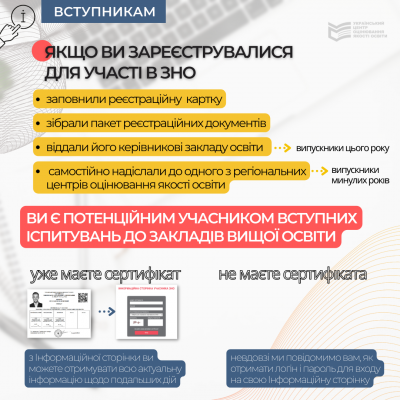 ВСТУПНИКАМ
УКРАЇНСЬКИЙ
ЦЕНТР
ОЦІНЮВАННЯ
ЯКОСТІ ОСВІТИ
ЯКЩО ВИ ЗАРЕЄСТРУВАЛИСЯ
ДЛЯ УЧАСТІ В ЗНО
заповнили реєстраційну картку
зібрали пакет реєстраційних документів
віддали його керівникові закладу освіти
випускники цього року
самостійно надіслали до одного з регіональних
центрів оцінювання якості освіти
випускники
минулих років
ВИ Є ПОТЕНЦІЙНИМ УЧАСНИКОМ ВСТУПНИХ
ІСПИТУВАНЬ ДО ЗАКЛАДІВ ВИЩОЇ ОСВІТИ
уже маєте сертифікат
не маєте сертифіката
з Інформаційної сторінки ви
можете отримувати всю актуальну
інформацію щодо подальших дій
невдовзі ми повідомимо вам, як
отримати логін і пароль для входу
на свою Інформаційну сторінку